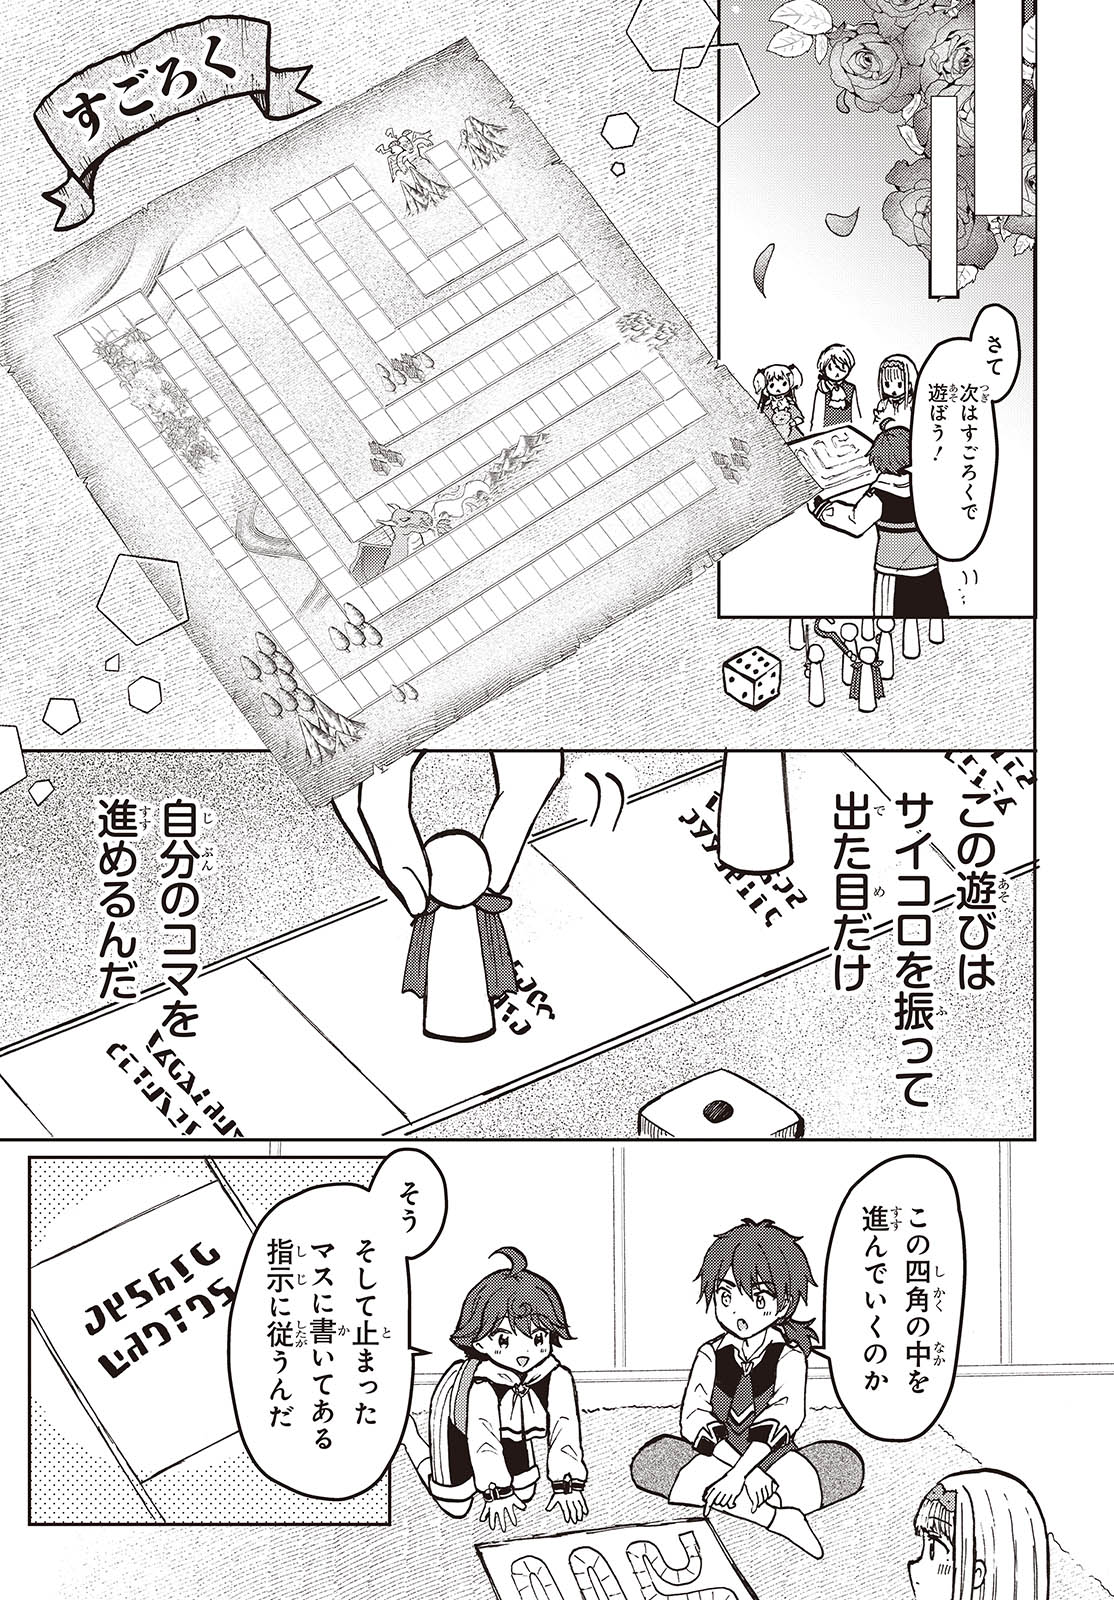 さて
次はすごろくで
遊ぼう！
すごろく
この遊びは
サイコロを振って
出た目だけ
自分のコマを
進めるんだ
この四角の中を
進んでいくのか
そう
そして止まった
マスに書いてある
指示に従うんだ